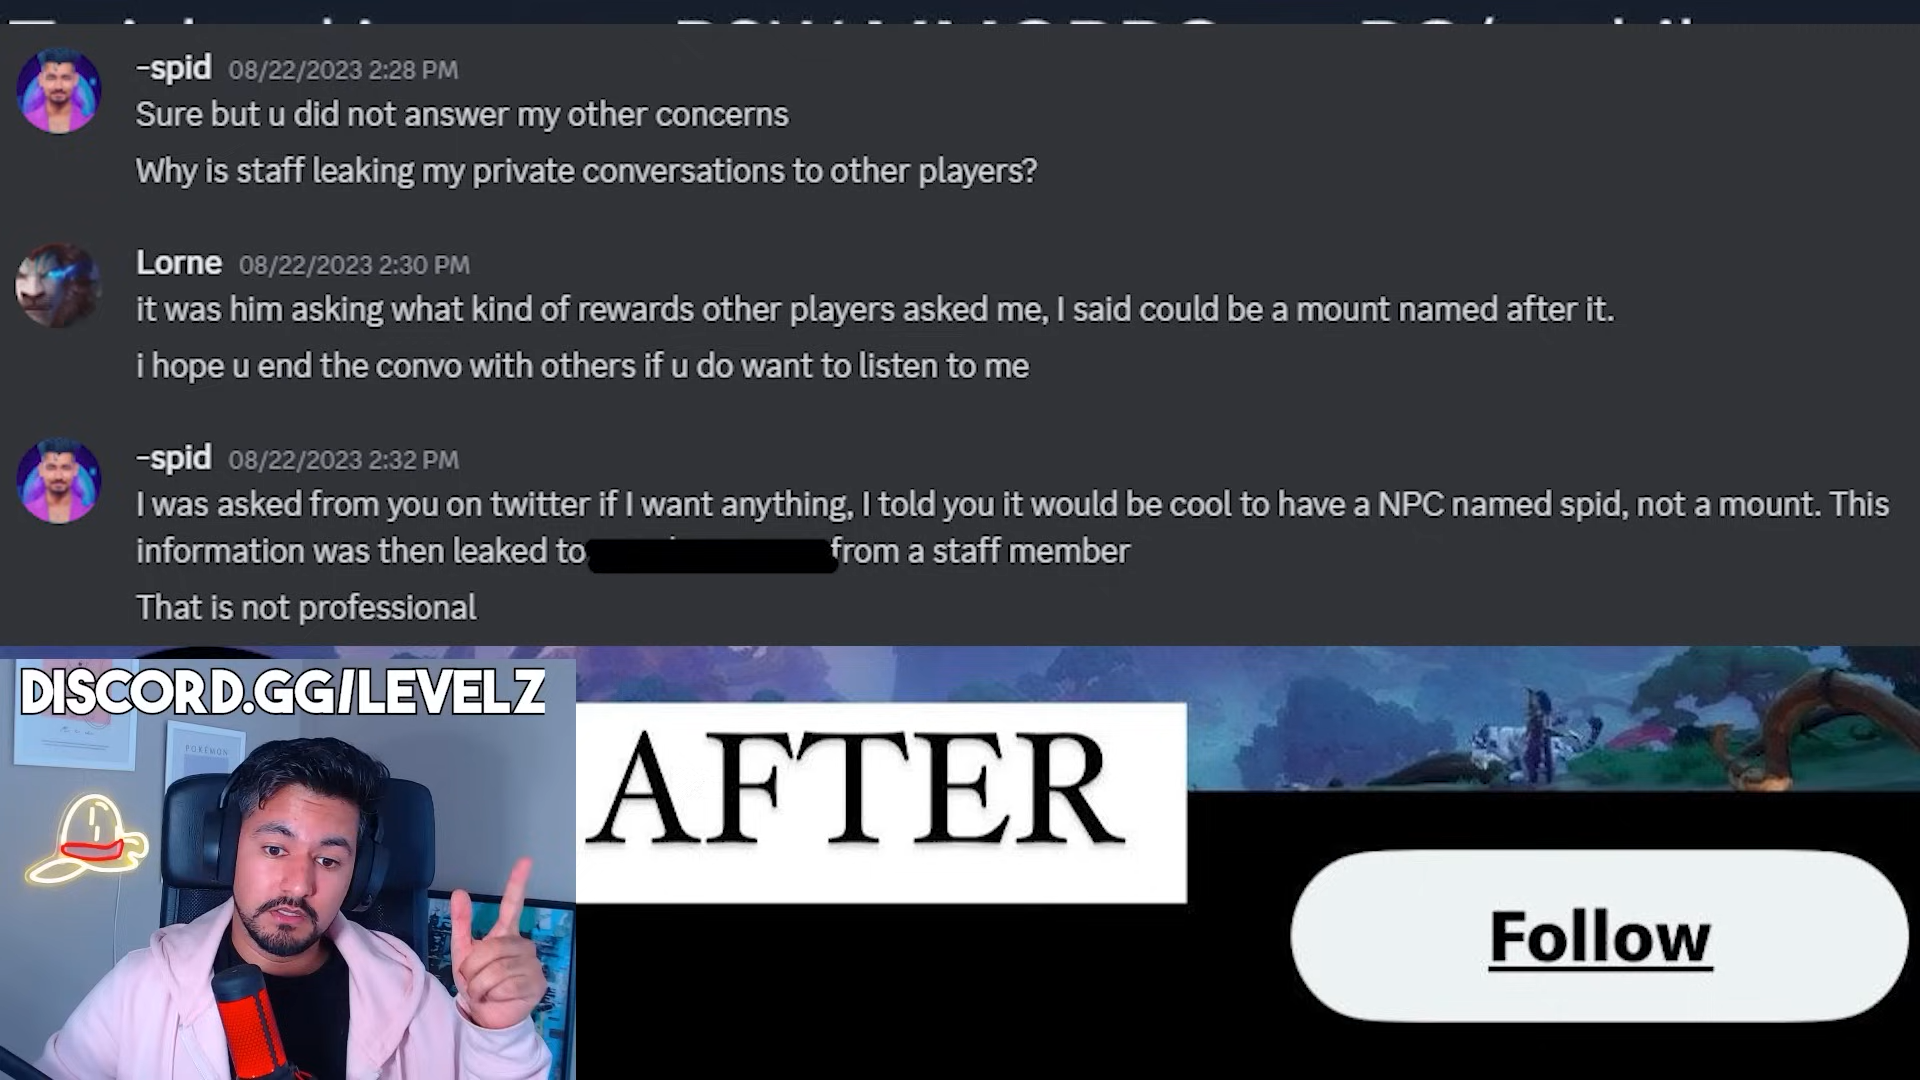 -spid 08/22/2023 2:28 PM
Sure but u did not answer my other concerns
Why is staff leaking my private conversations to other players?
Lorne 08/22/2023 2:30 PM
it was him asking what kind of rewards other players asked me, I said could be a mount named after it.
i hope u end the convo with others if u do want to listen to me
-spid 08/22/2023 2:32 PM
I was asked from you on twitter if I want anything, I told you it would be cool to have a NPC named spid, not a mount. This
information was then leaked to from a staff member
That is not professional
DISCORD.GG/LEVELZ
POKÉMON
AFTER
Follow